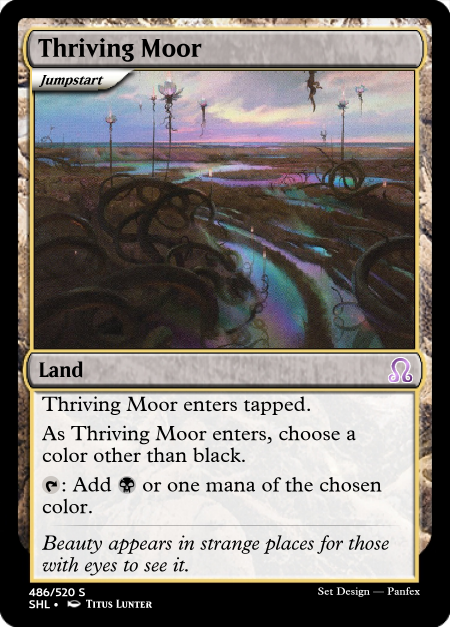 Thriving Moor
Jumpstart
Land
Thriving Moor enters tapped.
As Thriving Moor enters, choose a
color other than black.
: Add or one mana of the chosen
color.
Beauty appears in strange places for those
with eyes to see it.
486/520 S
Set Design — Panfex
SHL • Titus Lunter